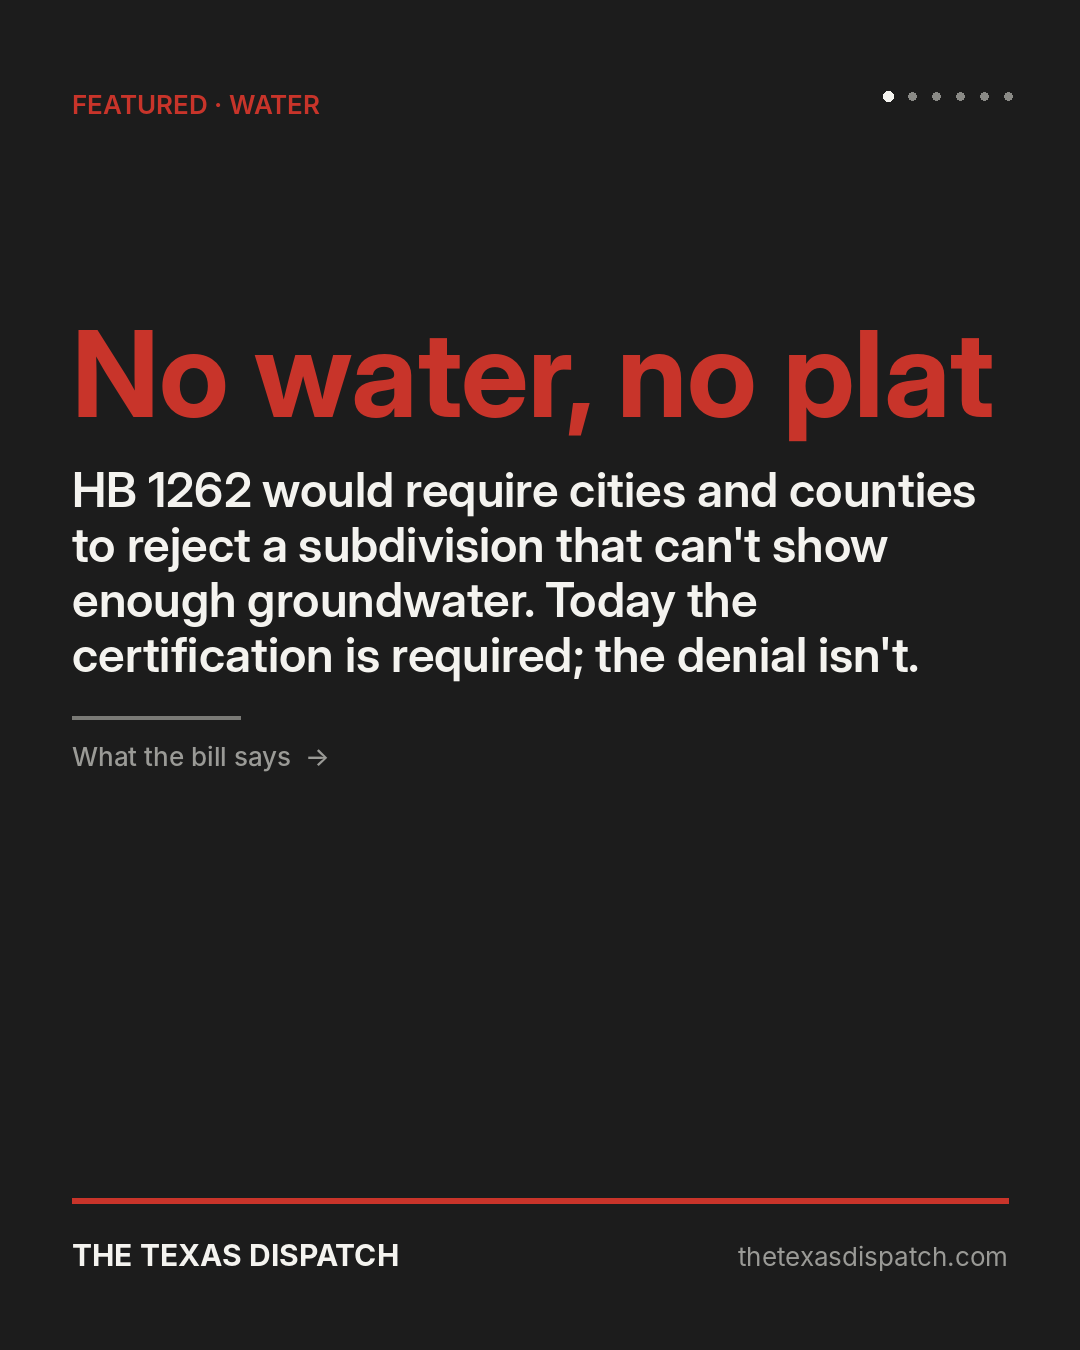 FEATURED · WATER
No water, no plat
HB 1262 would require cities and counties
to reject a subdivision that can't show
enough groundwater. Today the
certification is required; the denial isn't.
What the bill says →
THE TEXAS DISPATCH
thetexasdispatch.com